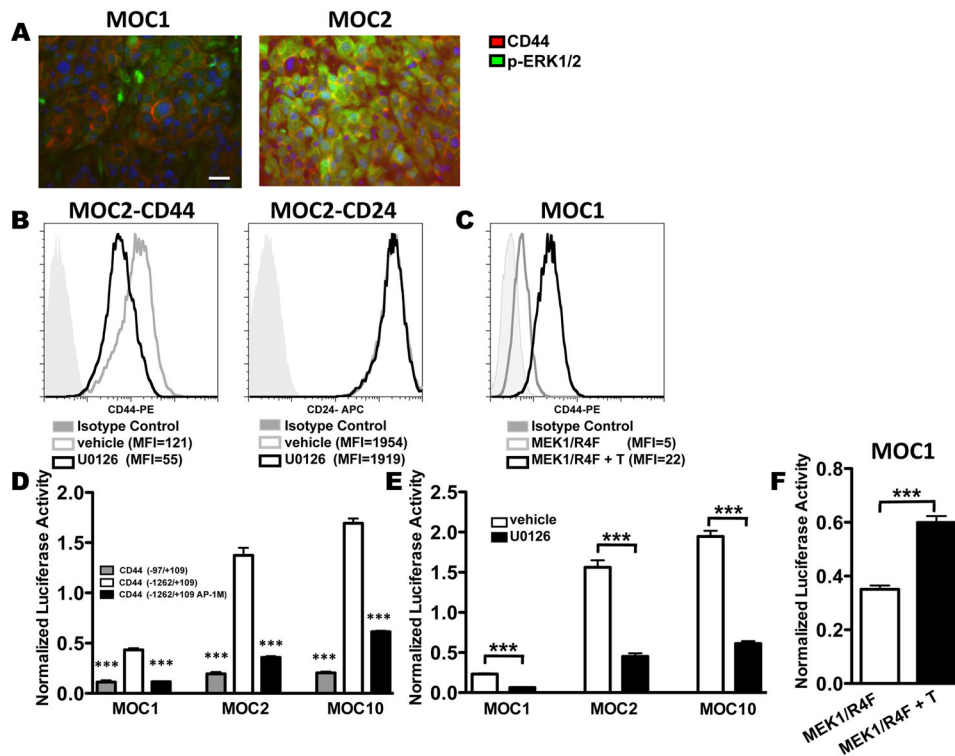 MOC1
MOC2
A
CD44
p-ERK1/2
B
MOC2-CD44
MOC2-CD24
C
MOC1
CD44-PE
CD24- APC
CD44-PE
Isotype Control
vehicle (MFI=121)
U0126 (MFI=55)
Isotype Control
vehicle (MFI=1954)
U0126 (MFI=1919)
Isotype Control
MEK1/R4F (MFI=5)
MEK1/R4F + T (MFI=22)
D
Normalized Luciferase Activity
2.0
1.5
1.0
0.5
0.0
CD44 (-97/+109)
CD44 (-1262/+109)
CD44 (-1262/+109 AP-1M)
*** ***
*** ***
*** ***
MOC1
MOC2
MOC10
E
Normalized Luciferase Activity
2.5
2.0
1.5
1.0
0.5
0.0
vehicle
U0126
***
***
***
MOC1
MOC2
MOC10
F
MOC1
Normalized Luciferase Activity
0.8
0.6
0.4
0.2
0.0
***
MEK1/R4F
MEK1/R4F + T